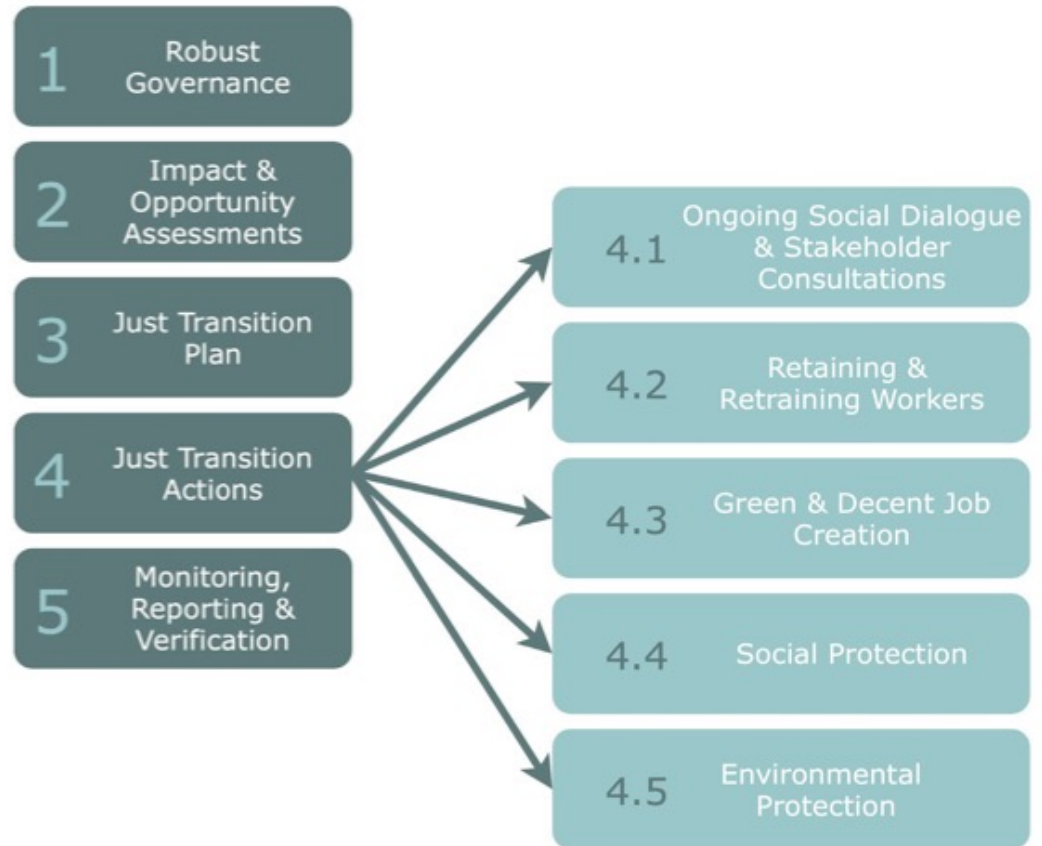 1
Robust
Governance
2
Impact &
Opportunity
Assessments
3
Just Transition
Plan
4
Just Transition
Actions
5
Monitoring,
Reporting &
Verification
4.1
Ongoing Social Dialogue
& Stakeholder
Consultations
4.2
Retaining &
Retraining Workers
4.3
Green & Decent Job
Creation
4.4
Social Protection
4.5
Environmental
Protection